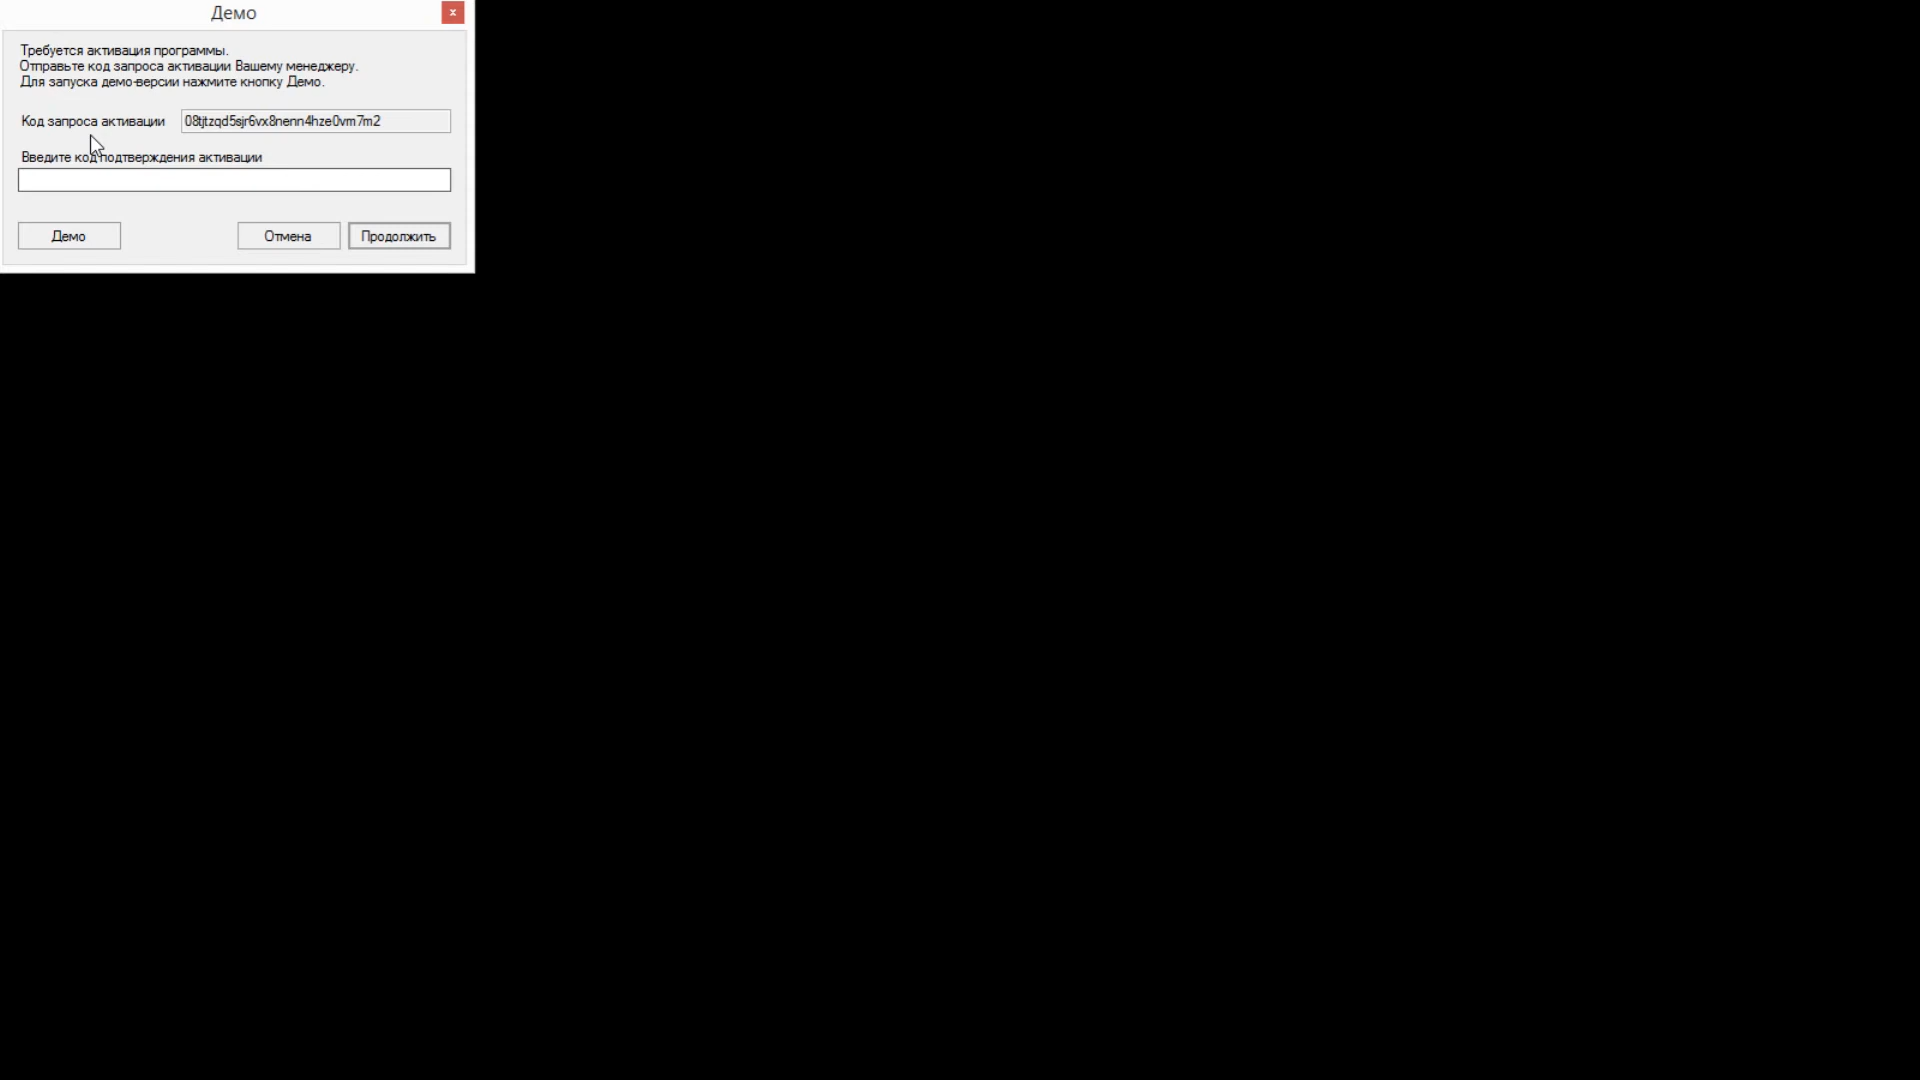 Демо
x
Требуется активация программы.
Отправьте код запроса активации Вашему менеджеру.
Для запуска демо-версии нажмите кнопку Демо.
Код запроса активации 08tjtzqd5sjr6vx8nenn4hze0vm7m2
Введите код подтверждения активации
Демо Отмена Продолжить